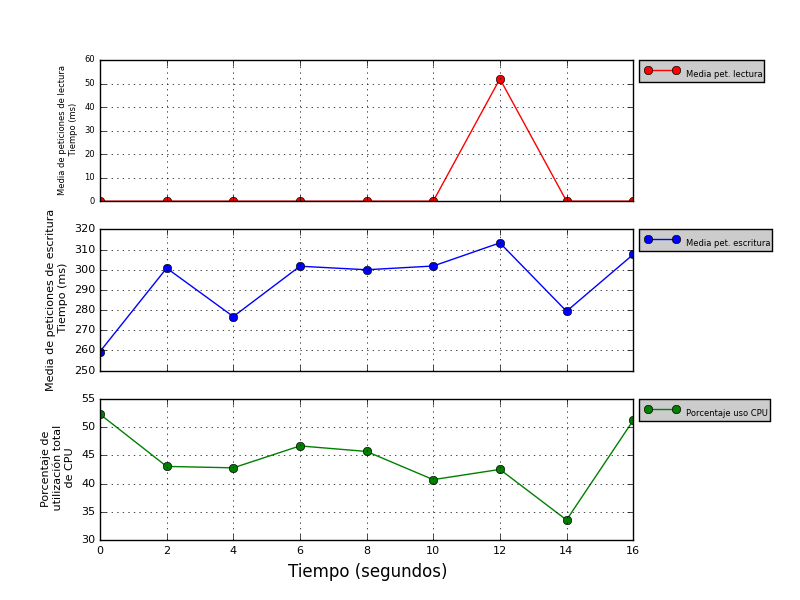 Media de peticiones de lectura
Tiempo (ms)
60
50
40
30
20
10
0
Media pet. lectura
Media de peticiones de escritura
Tiempo (ms)
320
310
300
290
280
270
260
250
Media pet. escritura
Porcentaje de
utilización total
de CPU
55
50
45
40
35
30
Porcentaje uso CPU
0 2 4 6 8 10 12 14 16
Tiempo (segundos)